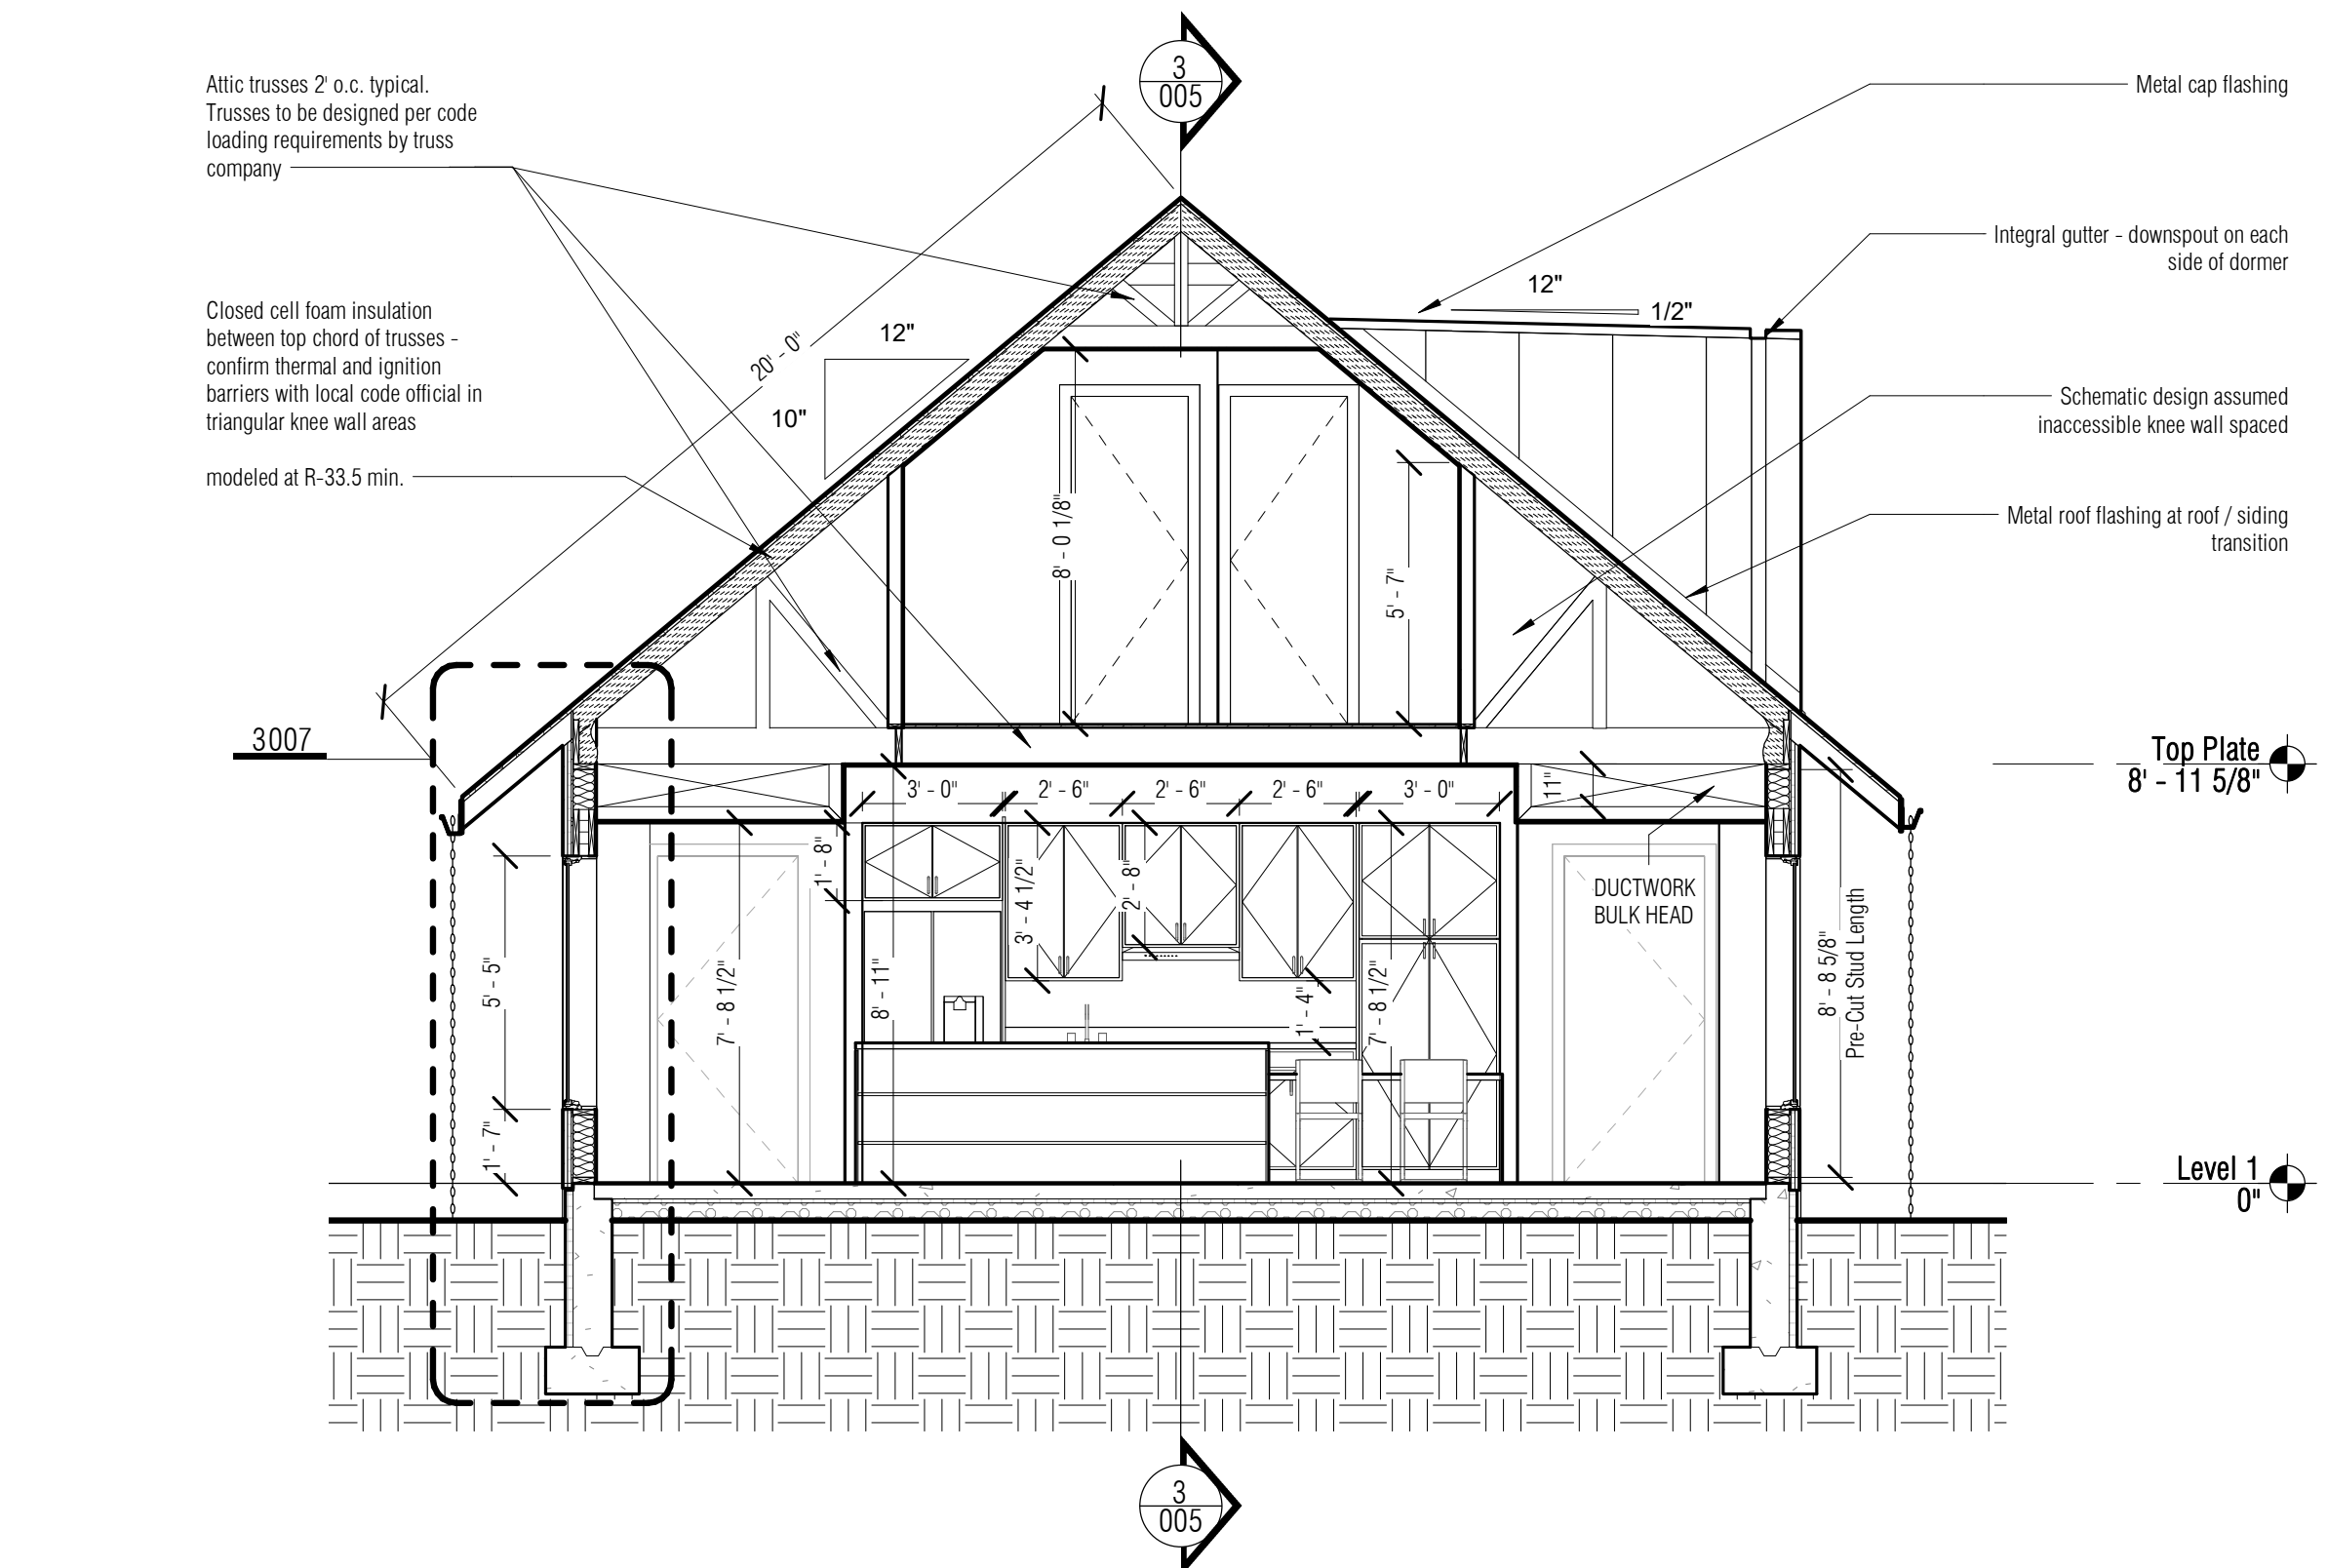 3
005
Attic trusses 2' o.c. typical.
Trusses to be designed per code
loading requirements by truss
company
Metal cap flashing
Integral gutter - downspout on each
side of dormer
Closed cell foam insulation
between top chord of trusses -
confirm thermal and ignition
barriers with local code official in
triangular knee wall areas
modeled at R-33.5 min.
12"
1/2"
20' - 0"
12"
10"
Schematic design assumed
inaccessible knee wall spaced
Metal roof flashing at roof / siding
transition
8' - 0 1/8"
5' - 7"
3007
Top Plate
8' - 11 5/8"
3' - 0"
2' - 6"
2' - 6"
2' - 6"
3' - 0"
11"
1' - 8"
3' - 4 1/2"
2' - 8"
DUCTWORK
BULK HEAD
5' - 5"
7' - 8 1/2"
8' - 11"
1' - 4"
7' - 8 1/2"
8' - 8 5/8"
Pre-Cut Stud Length
1' - 7"
Level 1
0"
3
005